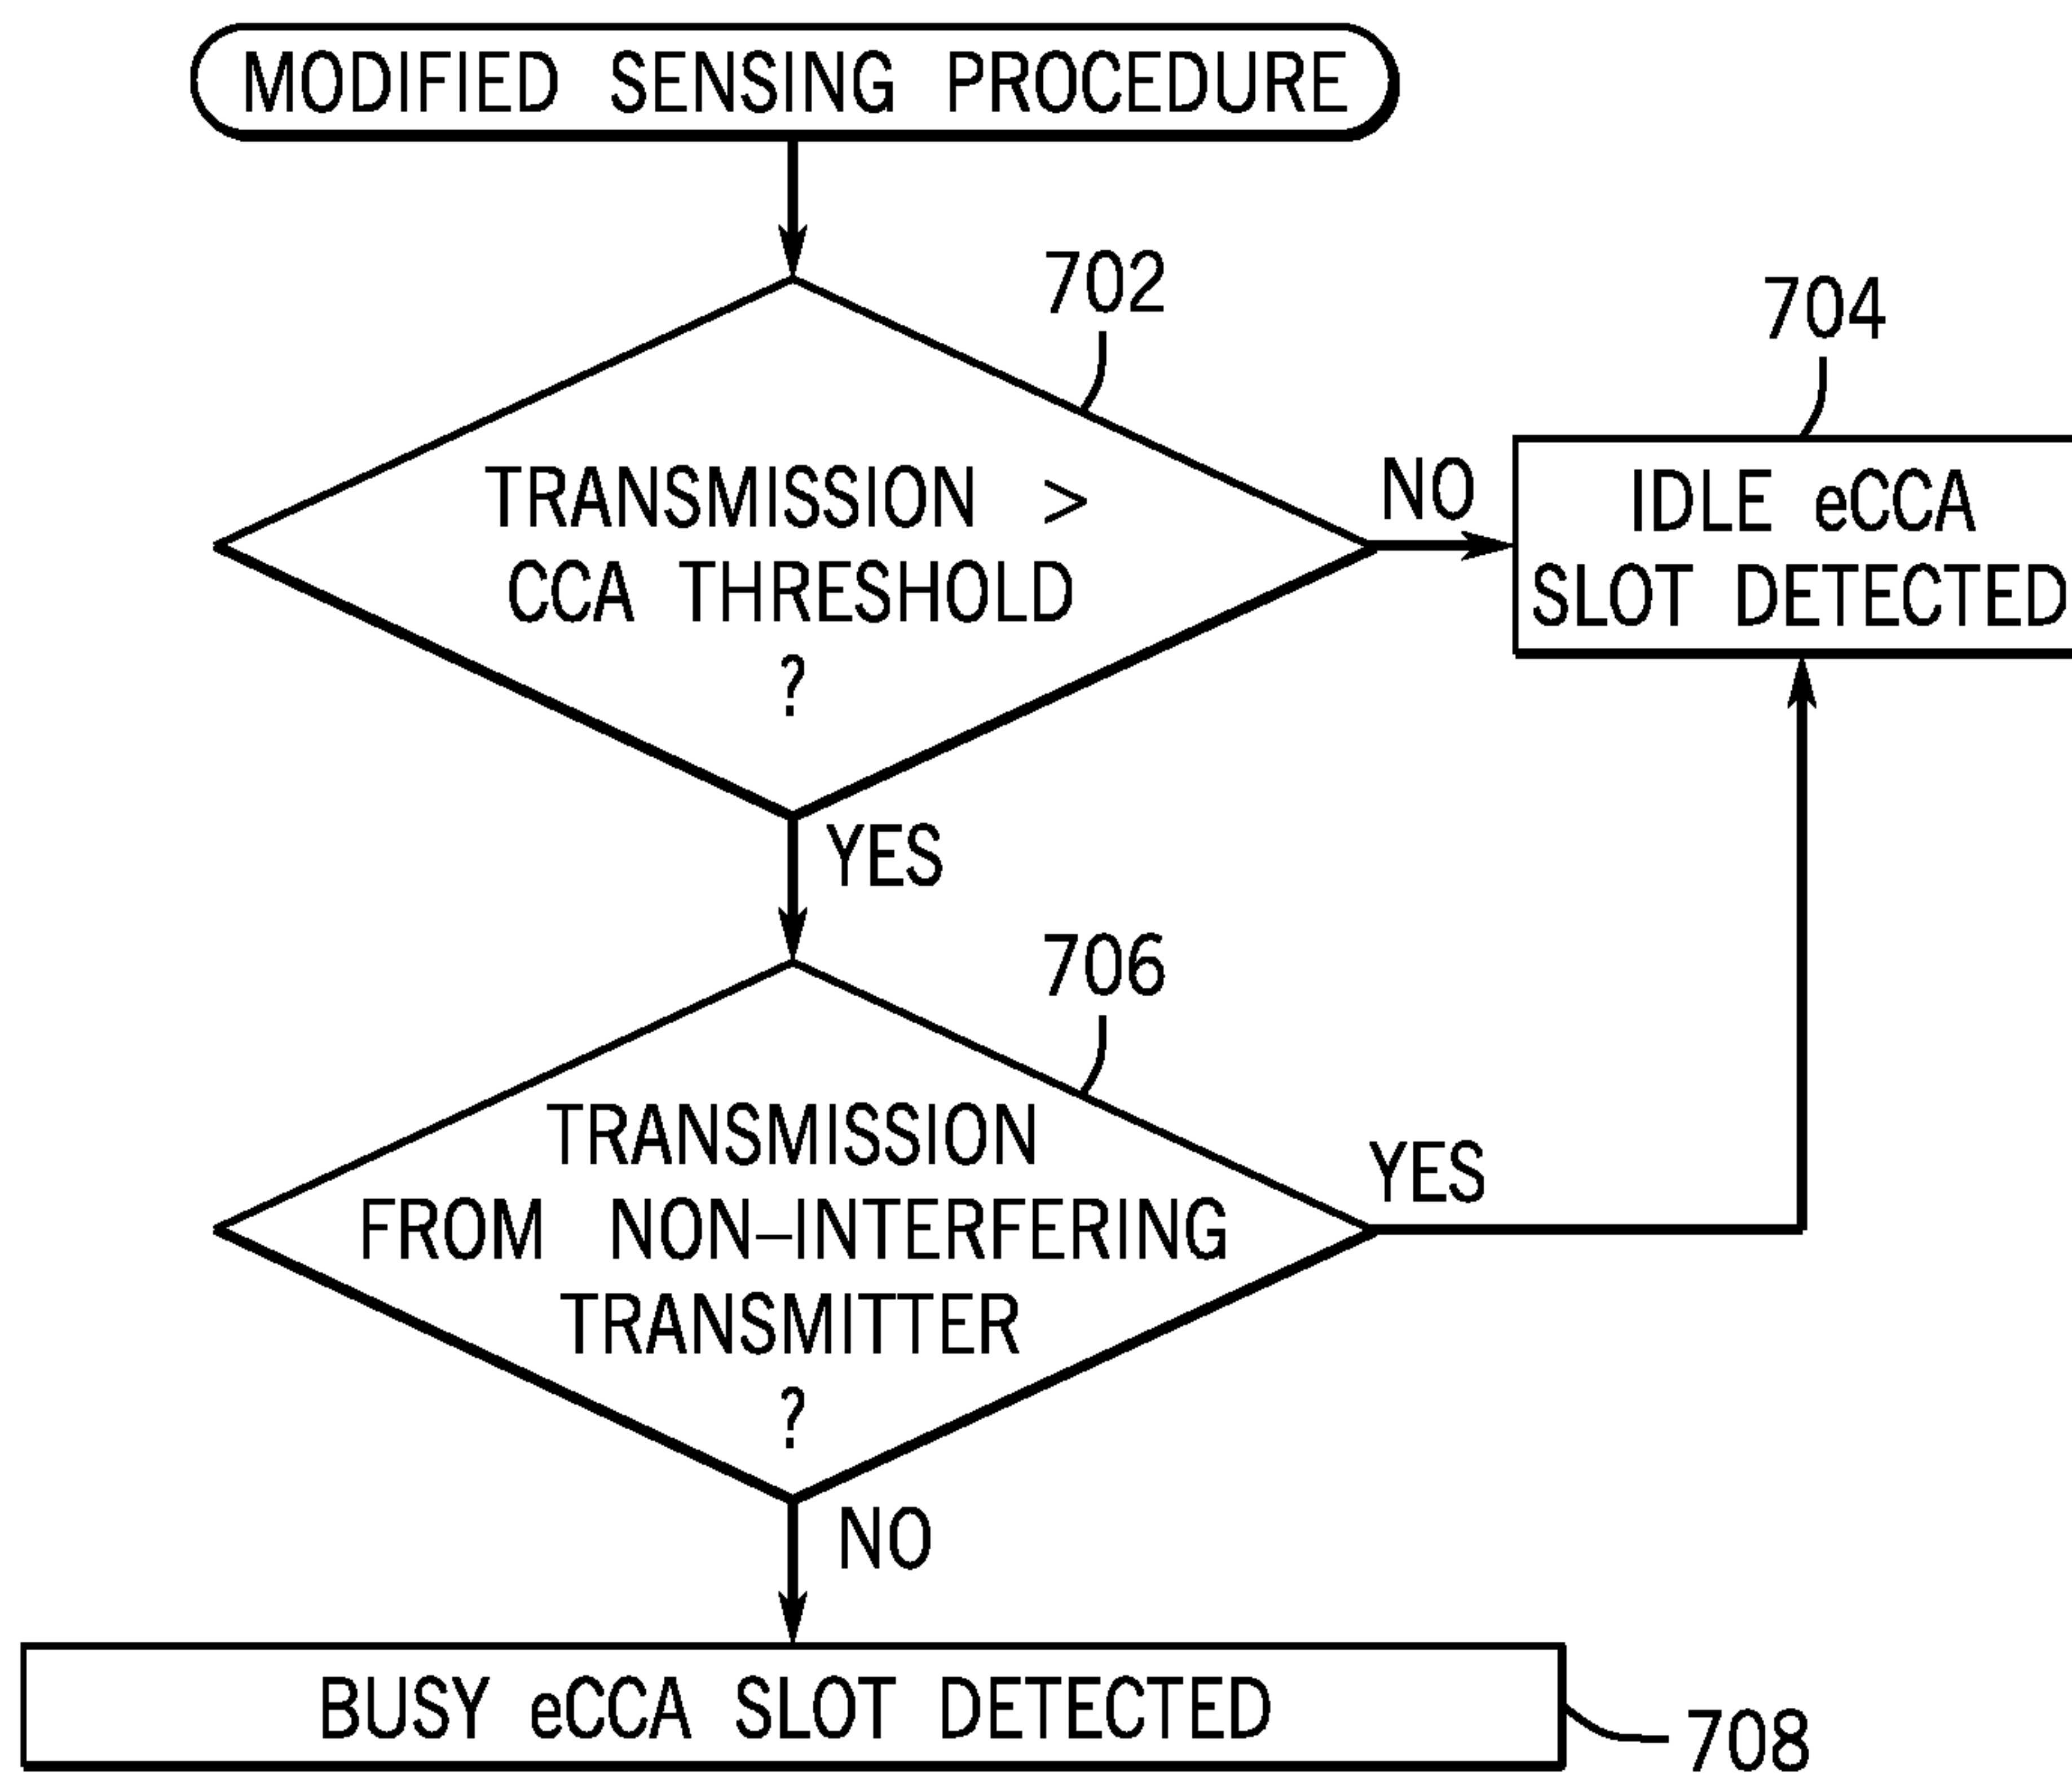 MODIFIED SENSING PROCEDURE
702
704
TRANSMISSION >
CCA THRESHOLD
?
NO
IDLE eCCA
SLOT DETECTED
YES
706
TRANSMISSION
FROM NON–INTERFERING
TRANSMITTER
?
YES
NO
BUSY eCCA SLOT DETECTED
708